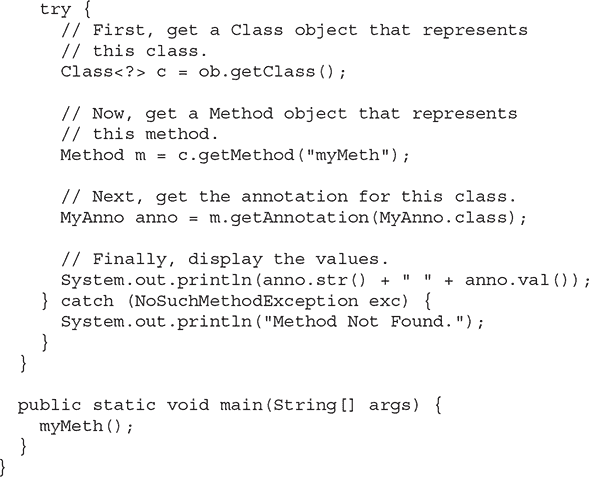 try {
      // First, get a Class object that represents
      // this class.
      Class<?> c = ob.getClass();

      // Now, get a Method object that represents
      // this method.
      Method m = c.getMethod("myMeth");

      // Next, get the annotation for this class.
      MyAnno anno = m.getAnnotation(MyAnno.class);

      // Finally, display the values.
      System.out.println(anno.str() + " " + anno.val());
    } catch (NoSuchMethodException exc) {
      System.out.println("Method Not Found.");
    }
  }

  public static void main(String[] args) {
    myMeth();
  }
}